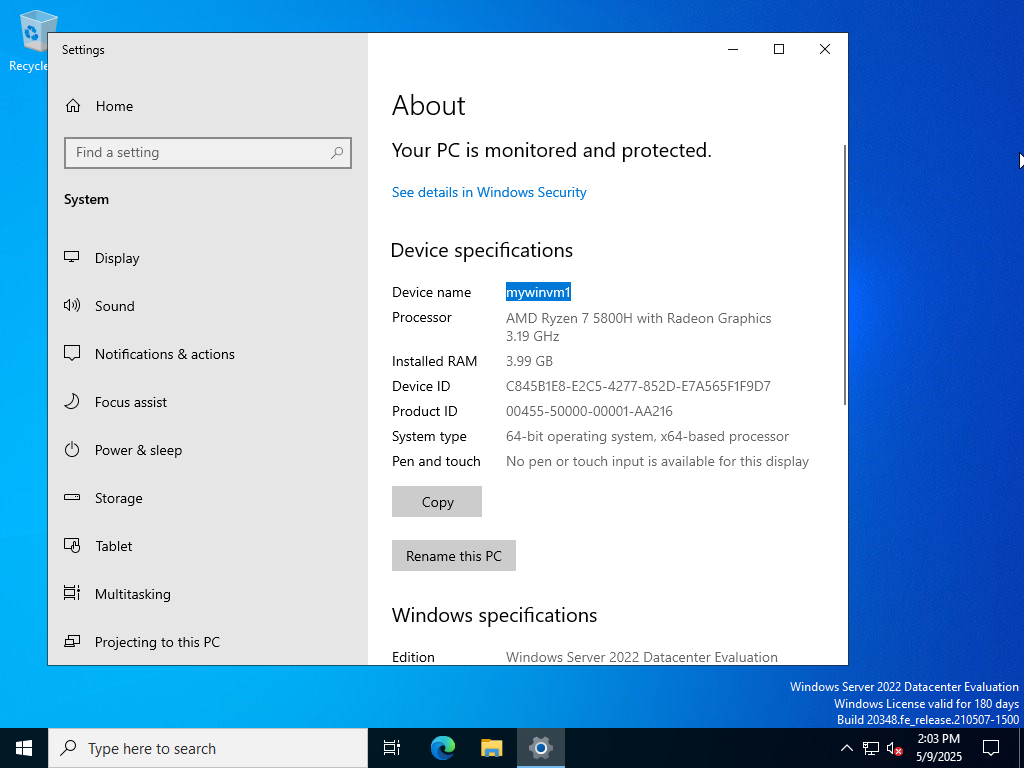 Recycle
Settings
Home
Find a setting
System
Display
Sound
Notifications & actions
Focus assist
Power & sleep
Storage
Tablet
Multitasking
Projecting to this PC
About
Your PC is monitored and protected.
See details in Windows Security
Device specifications
Device name mywinvm1
Processor AMD Ryzen 7 5800H with Radeon Graphics
3.19 GHz
Installed RAM 3.99 GB
Device ID C845B1E8-E2C5-4277-852D-E7A565F1F9D7
Product ID 00455-50000-00001-AA216
System type 64-bit operating system, x64-based processor
Pen and touch No pen or touch input is available for this display
Copy
Rename this PC
Windows specifications
Edition Windows Server 2022 Datacenter Evaluation
Windows Server 2022 Datacenter Evaluation
Windows License valid for 180 days
Build 20348.fe_release.210507-1500
Type here to search
2:03 PM
5/9/2025